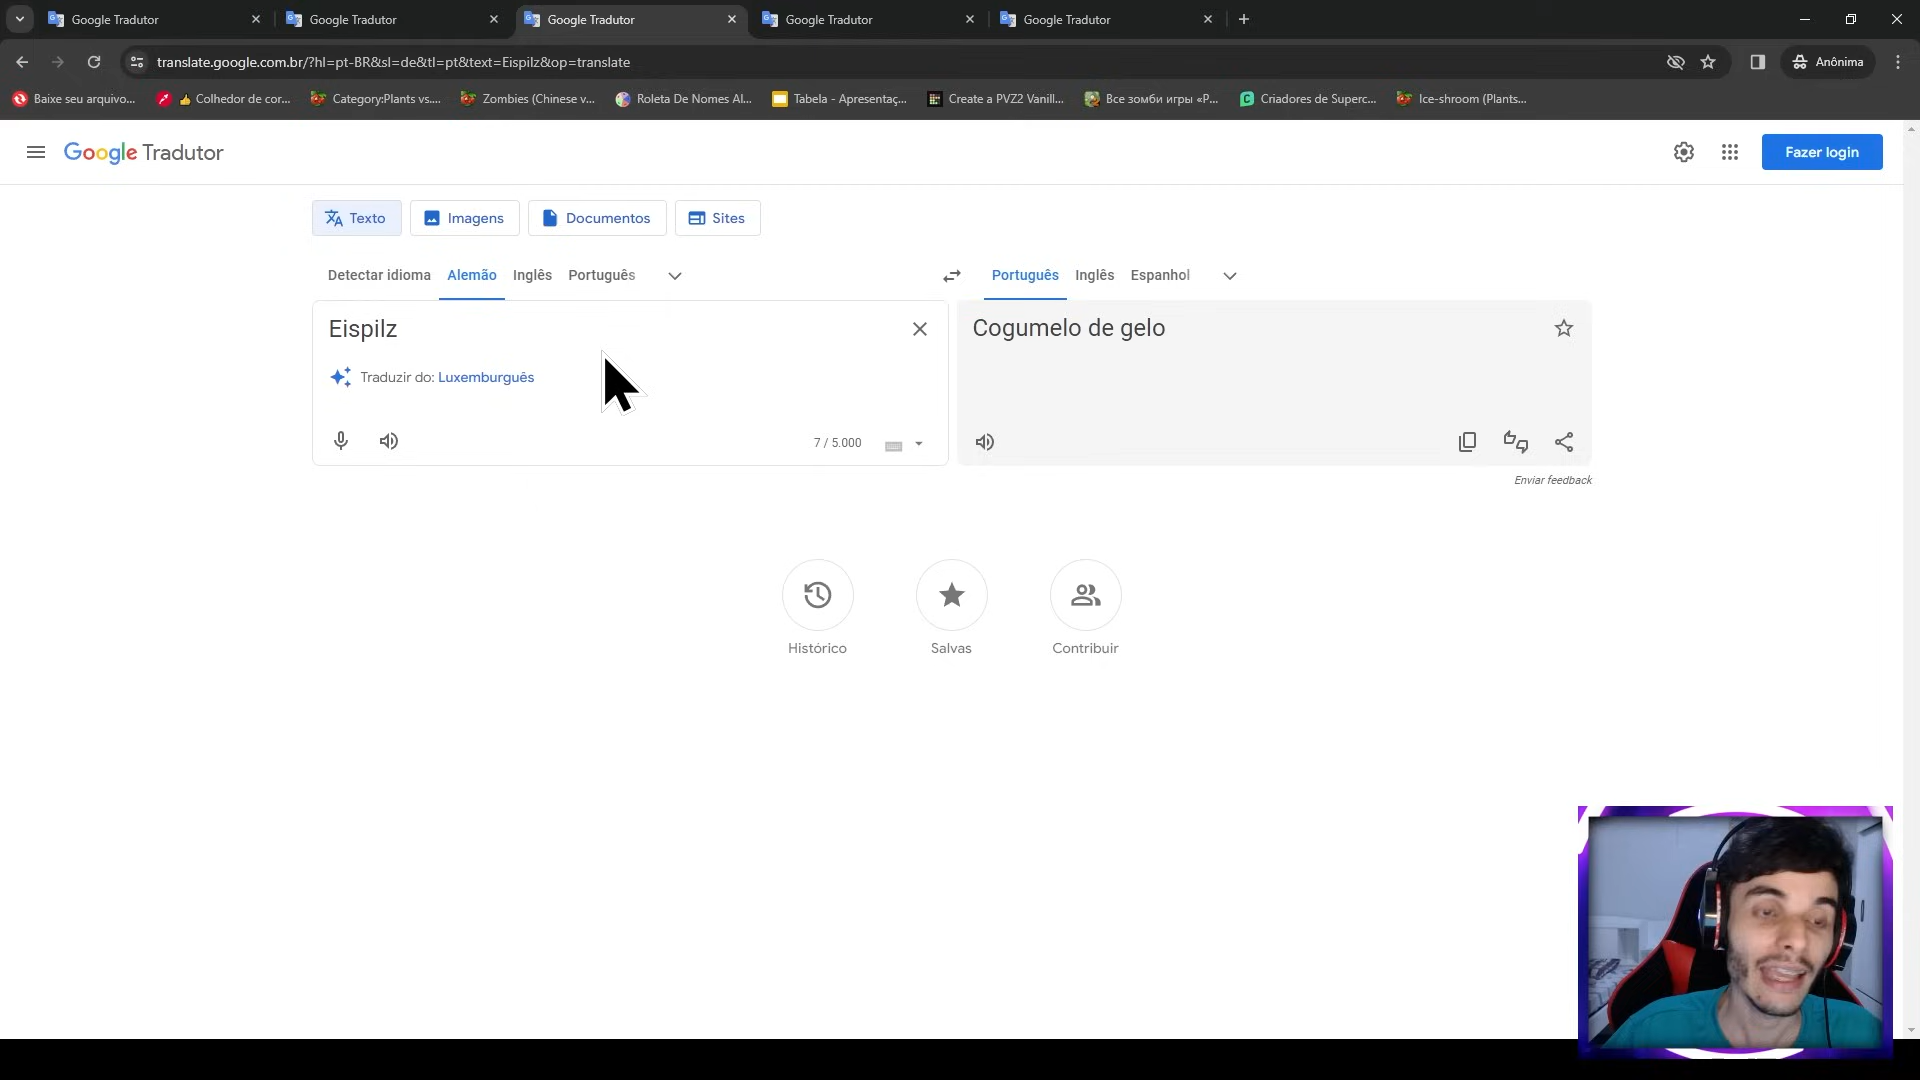 Google Tradutor
Google Tradutor
Google Tradutor
Google Tradutor
Google Tradutor
translate.google.com.br/?hl=pt-BR&sl=de&tl=pt&text=Eispilz&op=translate
Anônima
Baixe seu arquivo...
👍 Colhedor de cor...
Category:Plants vs....
Zombies (Chinese v...
Roleta De Nomes Al...
Tabela - Apresentaç...
Create a PVZ2 Vanill...
Все зомби игры «P...
Criadores de Superc...
Ice-shroom (Plants...
Google Tradutor
Fazer login
Texto
Imagens
Documentos
Sites
Detectar idioma
Alemão
Inglês
Português
Português
Inglês
Espanhol
Eispilz
Cogumelo de gelo
Traduzir do: Luxemburguês
7 / 5.000
Enviar feedback
Histórico
Salvas
Contribuir